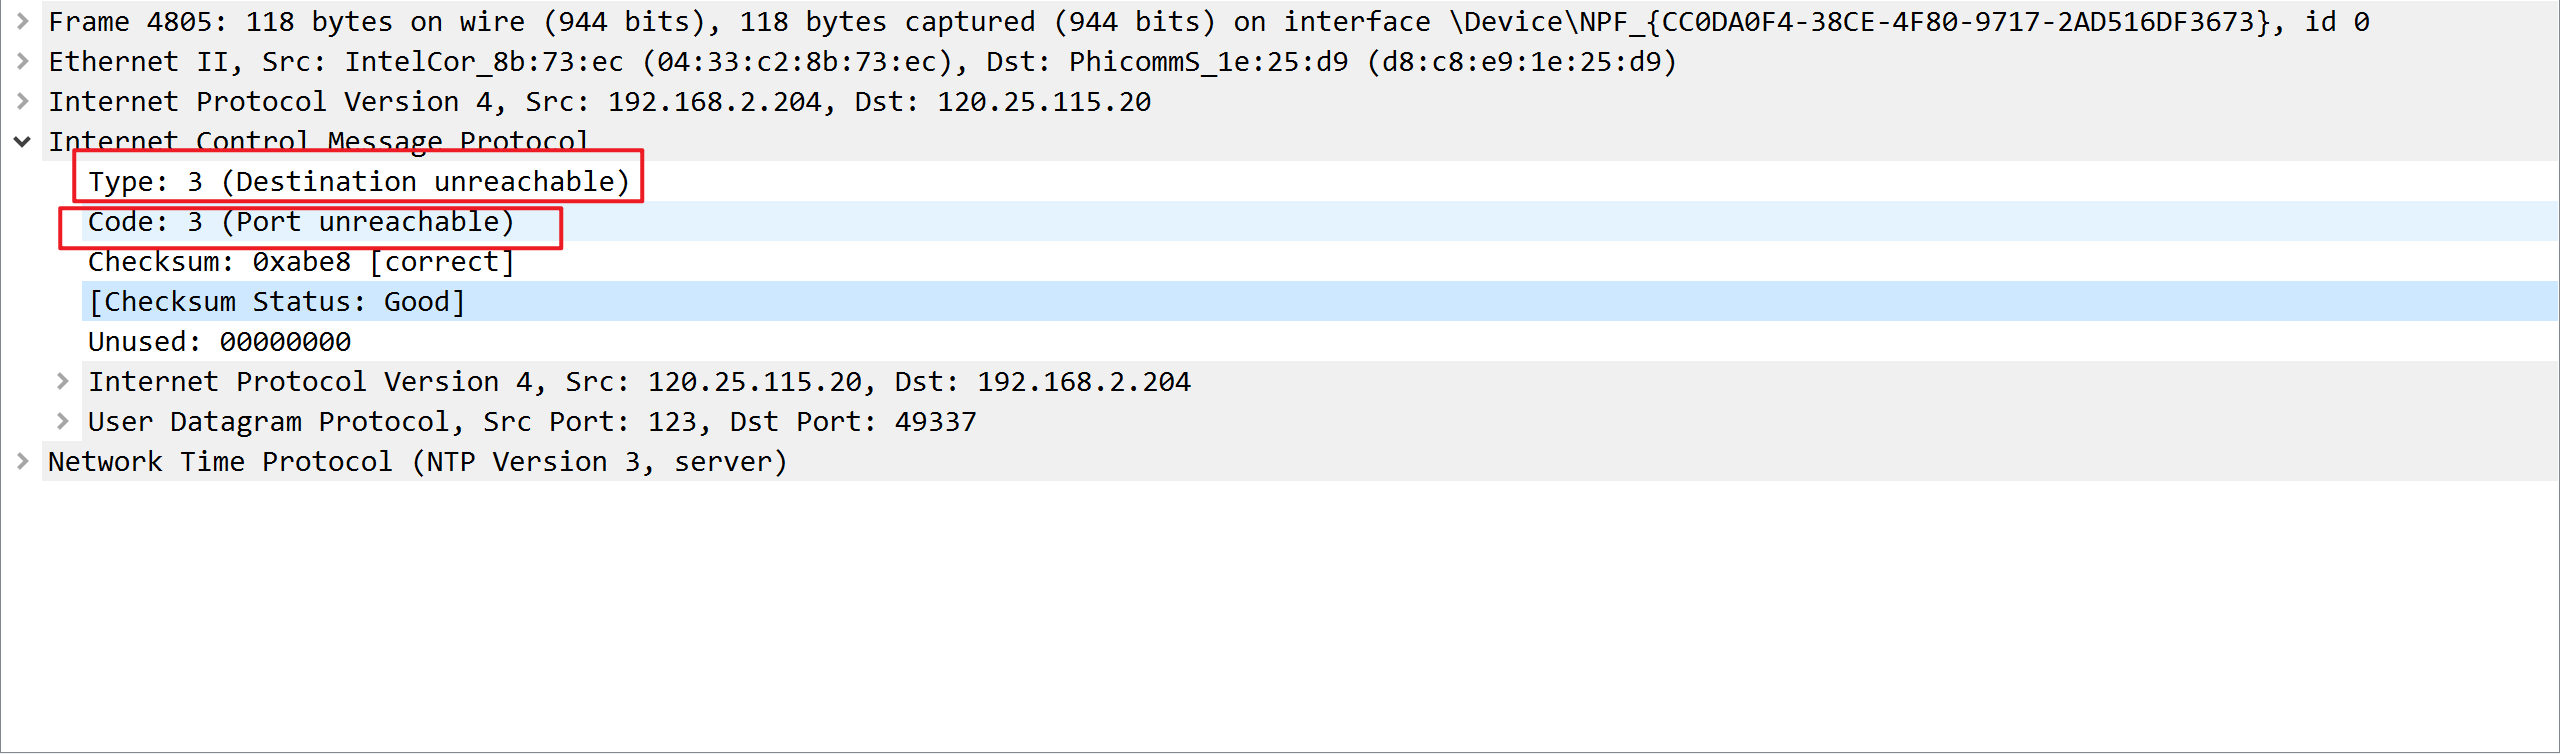 Frame 4805: 118 bytes on wire (944 bits), 118 bytes captured (944 bits) on interface \Device\NPF_{CC0DA0F4-38CE-4F80-9717-2AD516DF3673}, id 0
Ethernet II, Src: IntelCor_8b:73:ec (04:33:c2:8b:73:ec), Dst: PhicommS_1e:25:d9 (d8:c8:e9:1e:25:d9)
Internet Protocol Version 4, Src: 192.168.2.204, Dst: 120.25.115.20
Internet Control Message Protocol
Type: 3 (Destination unreachable)
Code: 3 (Port unreachable)
Checksum: 0xabe8 [correct]
[Checksum Status: Good]
Unused: 00000000
Internet Protocol Version 4, Src: 120.25.115.20, Dst: 192.168.2.204
User Datagram Protocol, Src Port: 123, Dst Port: 49337
Network Time Protocol (NTP Version 3, server)